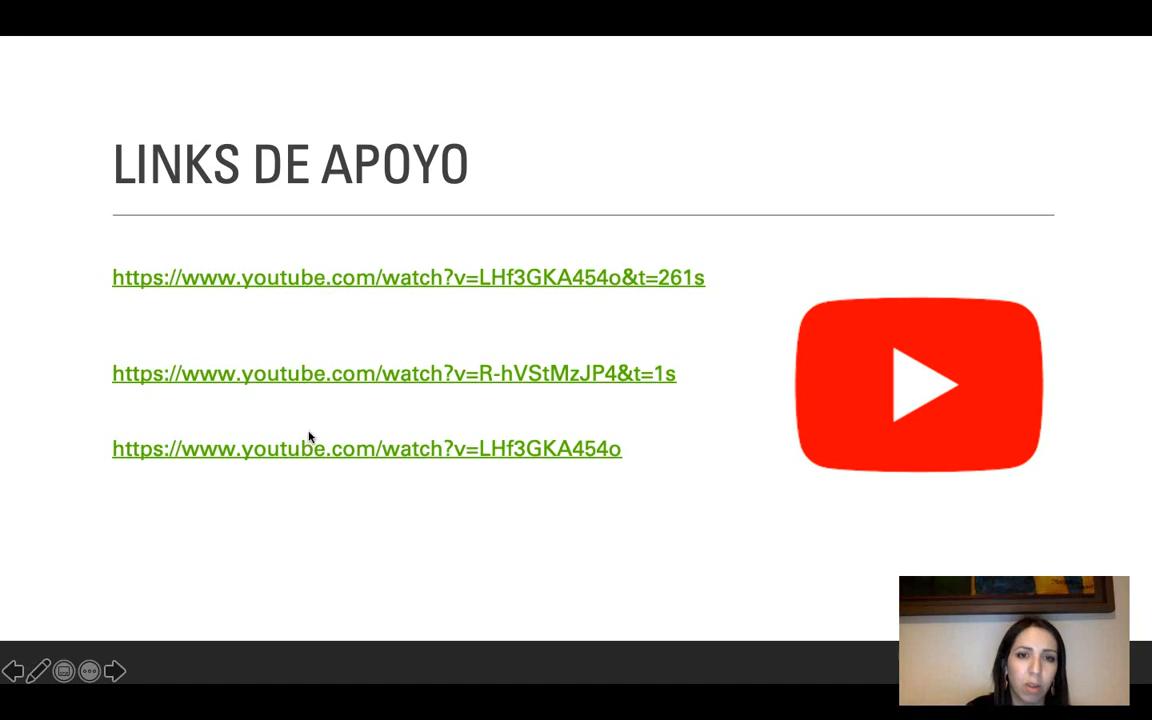 LINKS DE APOYO
https://www.youtube.com/watch?v=LHf3GKA454o&t=261s
https://www.youtube.com/watch?v=R-hVStMzJP4&t=1s
https://www.youtube.com/watch?v=LHf3GKA454o